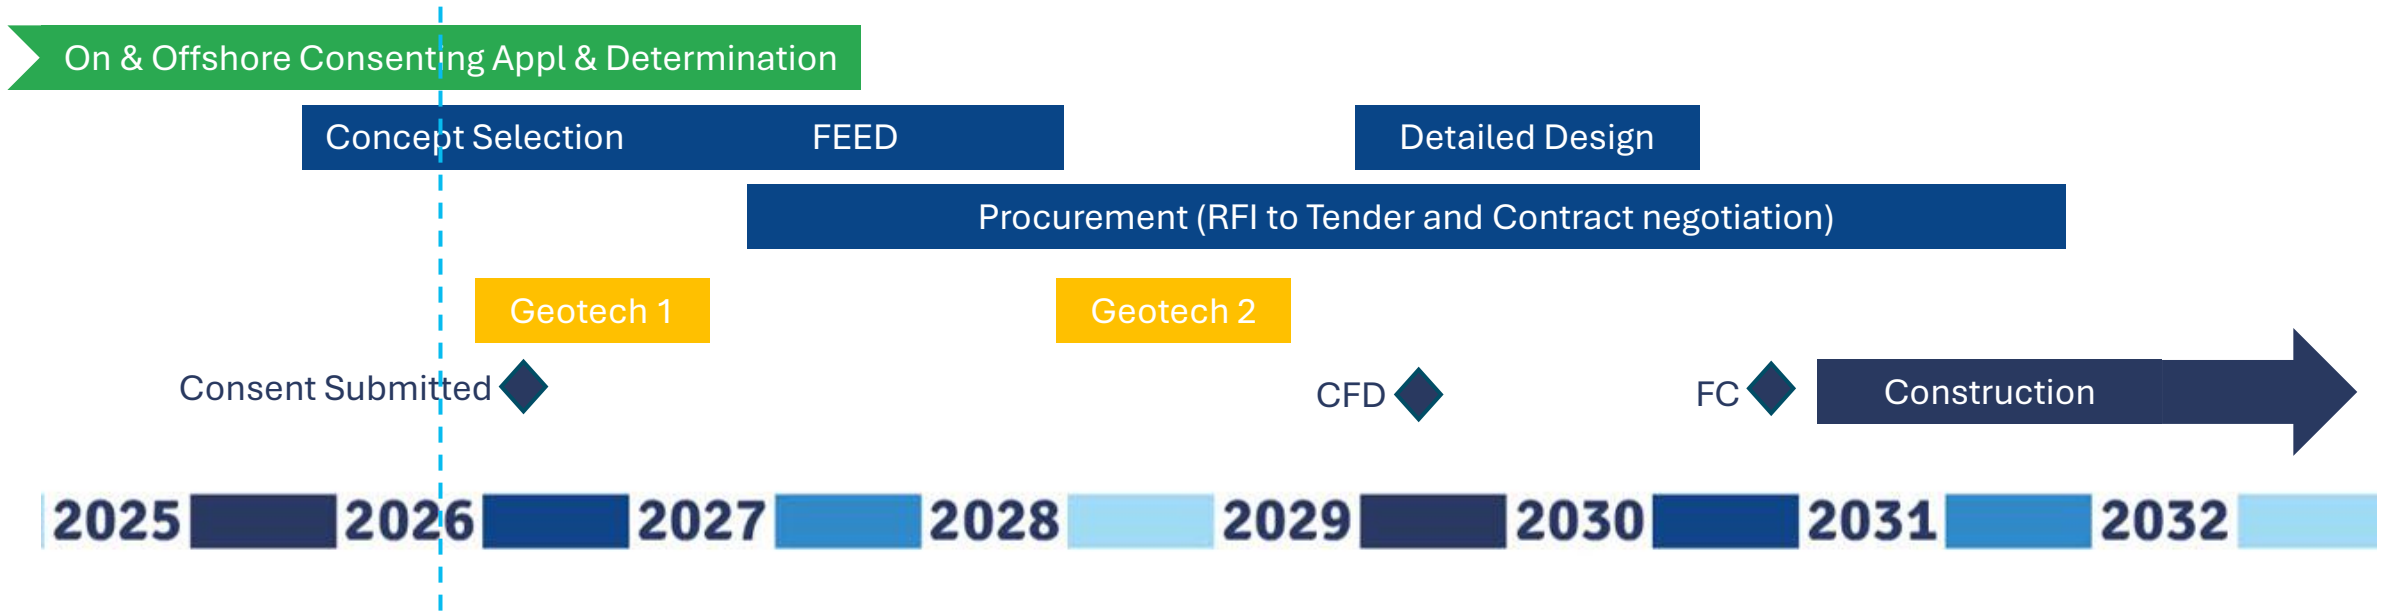 On & Offshore Consenting Appl & Determination
Concept Selection
FEED
Detailed Design
Procurement (RFI to Tender and Contract negotiation)
Geotech 1
Geotech 2
Consent Submitted
CFD
FC
Construction
2025
2026
2027
2028
2029
2030
2031
2032